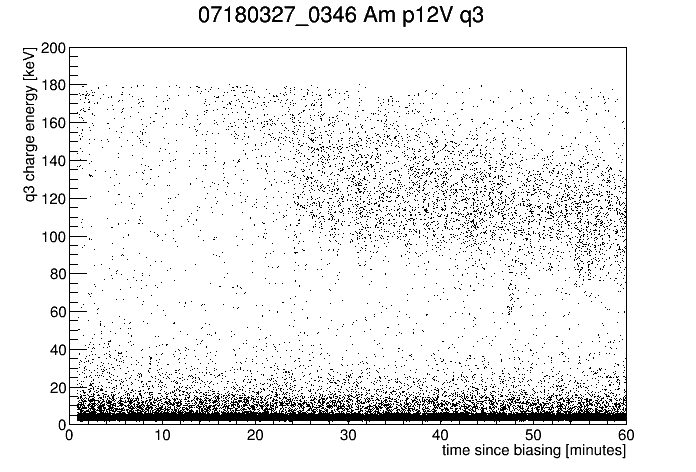 07180327_0346 Am p12V q3
q3 charge energy [keV]
200
180
160
140
120
100
80
60
40
20
0
0 10 20 30 40 50 60
time since biasing [minutes]